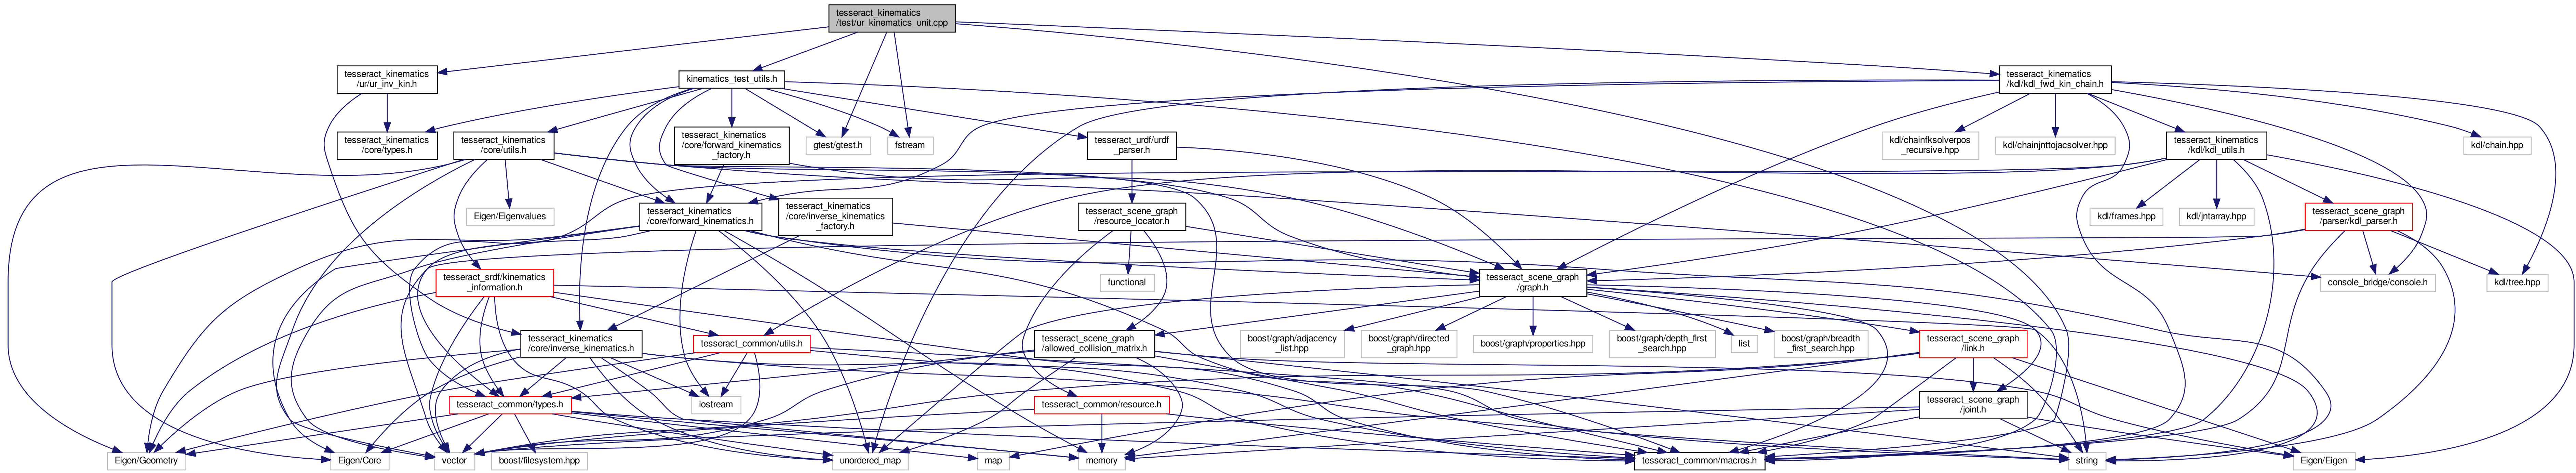 tesseract_kinematics
/test/ur_kinematics_unit.cpp
tesseract_kinematics
/ur/ur_inv_kin.h
kinematics_test_utils.h
tesseract_kinematics
/kdl/kdl_fwd_kin_chain.h
tesseract_kinematics
/core/types.h
tesseract_kinematics
/core/utils.h
tesseract_kinematics
/core/forward_kinematics
_factory.h
gtest/gtest.h
fstream
tesseract_urdf/urdf
_parser.h
kdl/chainfksolverpos
_recursive.hpp
kdl/chainjnttojacsolver.hpp
tesseract_kinematics
/kdl/kdl_utils.h
kdl/chain.hpp
Eigen/Eigenvalues
tesseract_kinematics
/core/forward_kinematics.h
tesseract_kinematics
/core/inverse_kinematics
_factory.h
tesseract_scene_graph
/resource_locator.h
kdl/frames.hpp
kdl/jntarray.hpp
tesseract_scene_graph
/parser/kdl_parser.h
tesseract_srdf/kinematics
_information.h
functional
tesseract_scene_graph
/graph.h
console_bridge/console.h
kdl/tree.hpp
tesseract_kinematics
/core/inverse_kinematics.h
tesseract_common/utils.h
tesseract_scene_graph
/allowed_collision_matrix.h
boost/graph/adjacency
_list.hpp
boost/graph/directed
_graph.hpp
boost/graph/properties.hpp
boost/graph/depth_first
_search.hpp
list
boost/graph/breadth
_first_search.hpp
tesseract_scene_graph
/link.h
tesseract_common/types.h
iostream
tesseract_common/resource.h
tesseract_scene_graph
/joint.h
Eigen/Geometry
Eigen/Core
vector
boost/filesystem.hpp
unordered_map
map
memory
tesseract_common/macros.h
string
Eigen/Eigen